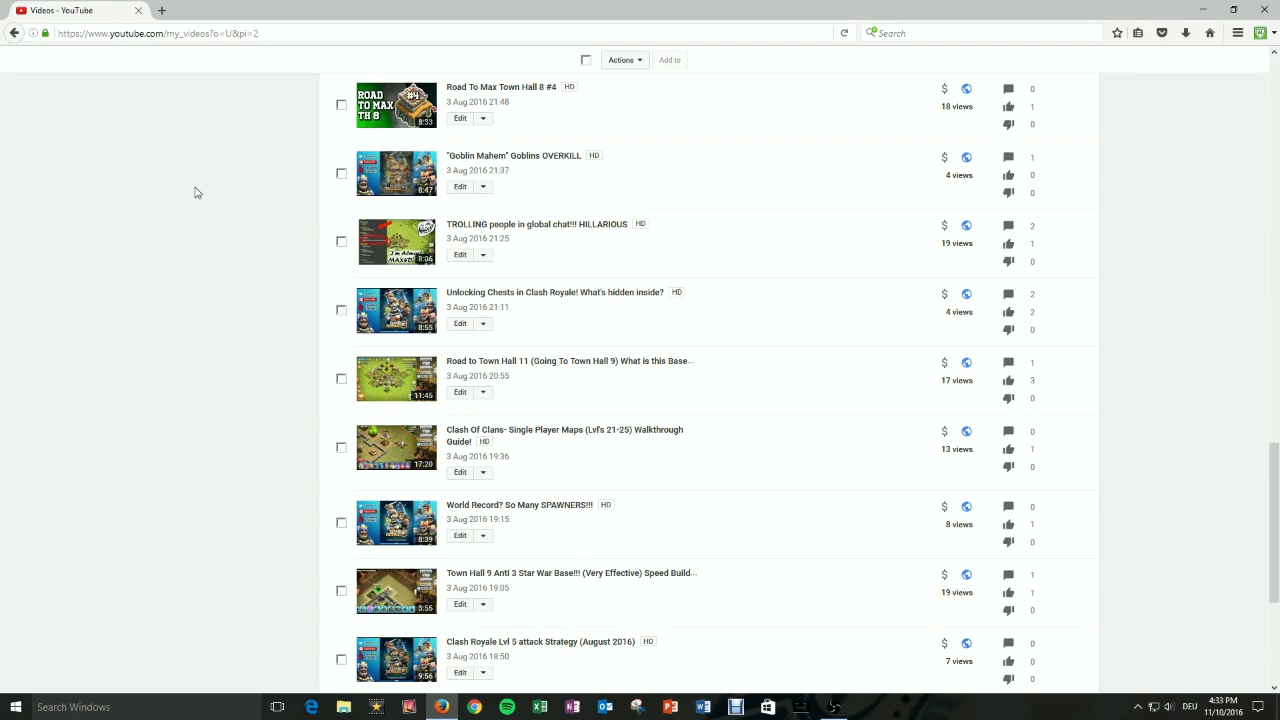 Videos - YouTube
https://www.youtube.com/my_videos?o=U&pi=2
Search
Actions
Add to
ROAD TO MAX TH 8
#4
8:33
Road To Max Town Hall 8 #4 HD
3 Aug 2016 21:48
Edit
18 views
0
1
0
8:47
"Goblin Mahem" Goblins OVERKILL HD
3 Aug 2016 21:37
Edit
4 views
1
0
0
I'm Almost MAXED
8:06
TROLLING people in global chat!!! HILLARIOUS HD
3 Aug 2016 21:25
Edit
19 views
2
1
0
8:55
Unlocking Chests in Clash Royale! What's hidden inside? HD
3 Aug 2016 21:11
Edit
4 views
2
2
0
11:45
Road to Town Hall 11 (Going To Town Hall 9) What is this Base...
3 Aug 2016 20:55
Edit
17 views
1
3
0
17:20
Clash Of Clans- Single Player Maps (Lvl's 21-25) Walkthrough
Guide! HD
3 Aug 2016 19:36
Edit
13 views
0
1
0
8:39
World Record? So Many SPAWNERS!!! HD
3 Aug 2016 19:15
Edit
8 views
0
1
0
3:55
Town Hall 9 Anti 3 Star War Base!!! (Very Effective) Speed Build...
3 Aug 2016 19:05
Edit
19 views
1
1
0
9:56
Clash Royale Lvl 5 attack Strategy (August 2016) HD
3 Aug 2016 18:50
Edit
7 views
0
0
0
Search Windows
DEU
4:33 PM
11/10/2016